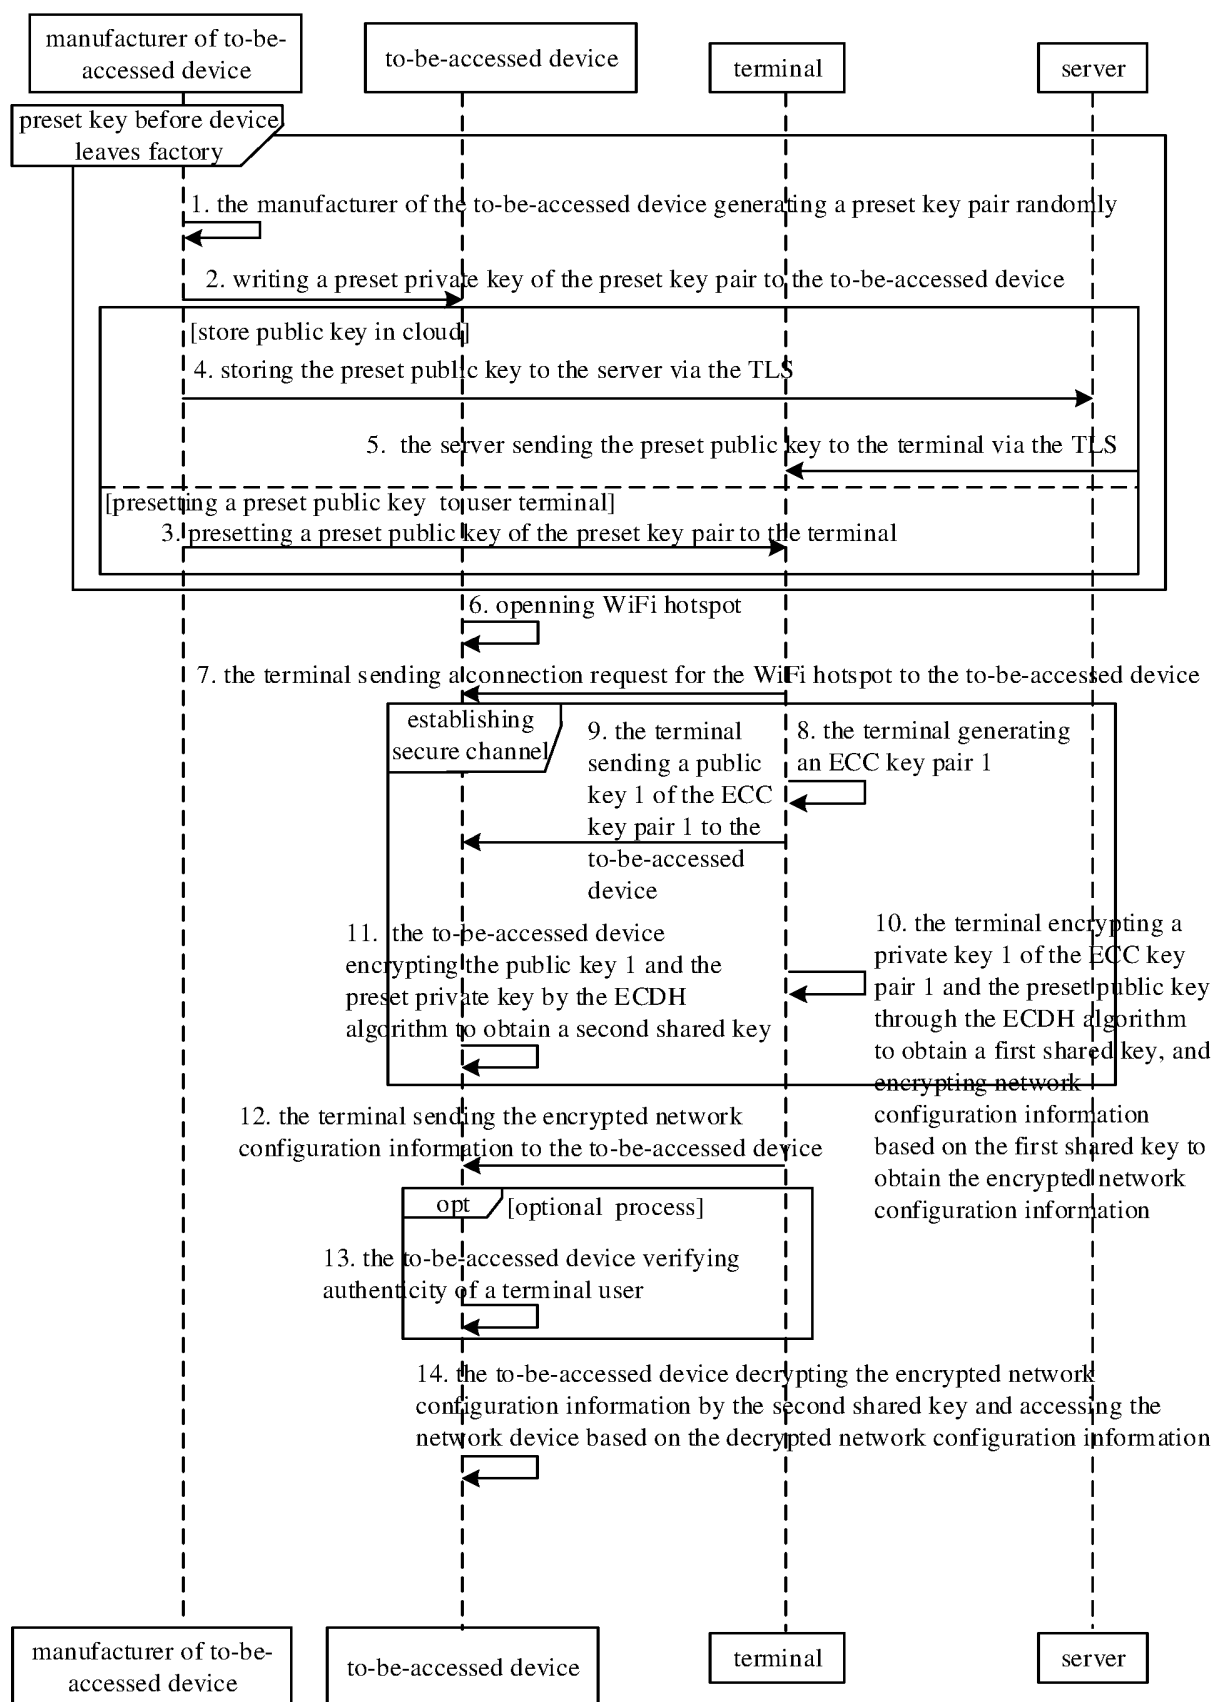 manufacturer of to-be-
accessed device
to-be-accessed device
terminal
server
preset key before device
leaves factory
1. the manufacturer of the to-be-accessed device generating a preset key pair randomly
2. writing a preset private key of the preset key pair to the to-be-accessed device
[store public key in cloud]
4. storing the preset public key to the server via the TLS
5. the server sending the preset public key to the terminal via the TLS
[presetting a preset public key to user terminal]
3. presetting a preset public key of the preset key pair to the terminal
6. openning WiFi hotspot
7. the terminal sending a connection request for the WiFi hotspot to the to-be-accessed device
establishing
secure channel
9. the terminal
sending a public
key 1 of the ECC
key pair 1 to the
to-be-accessed
device
8. the terminal generating
an ECC key pair 1
11. the to-be-accessed device
encrypting the public key 1 and the
preset private key by the ECDH
algorithm to obtain a second shared key
10. the terminal encrypting a
private key 1 of the ECC key
pair 1 and the preset public key
through the ECDH algorithm
to obtain a first shared key, and
encrypting network
configuration information
based on the first shared key to
obtain the encrypted network
configuration information
12. the terminal sending the encrypted network
configuration information to the to-be-accessed device
opt
[optional process]
13. the to-be-accessed device verifying
authenticity of a terminal user
14. the to-be-accessed device decrypting the encrypted network
configuration information by the second shared key and accessing the
network device based on the decrypted network configuration information
manufacturer of to-be-
accessed device
to-be-accessed device
terminal
server